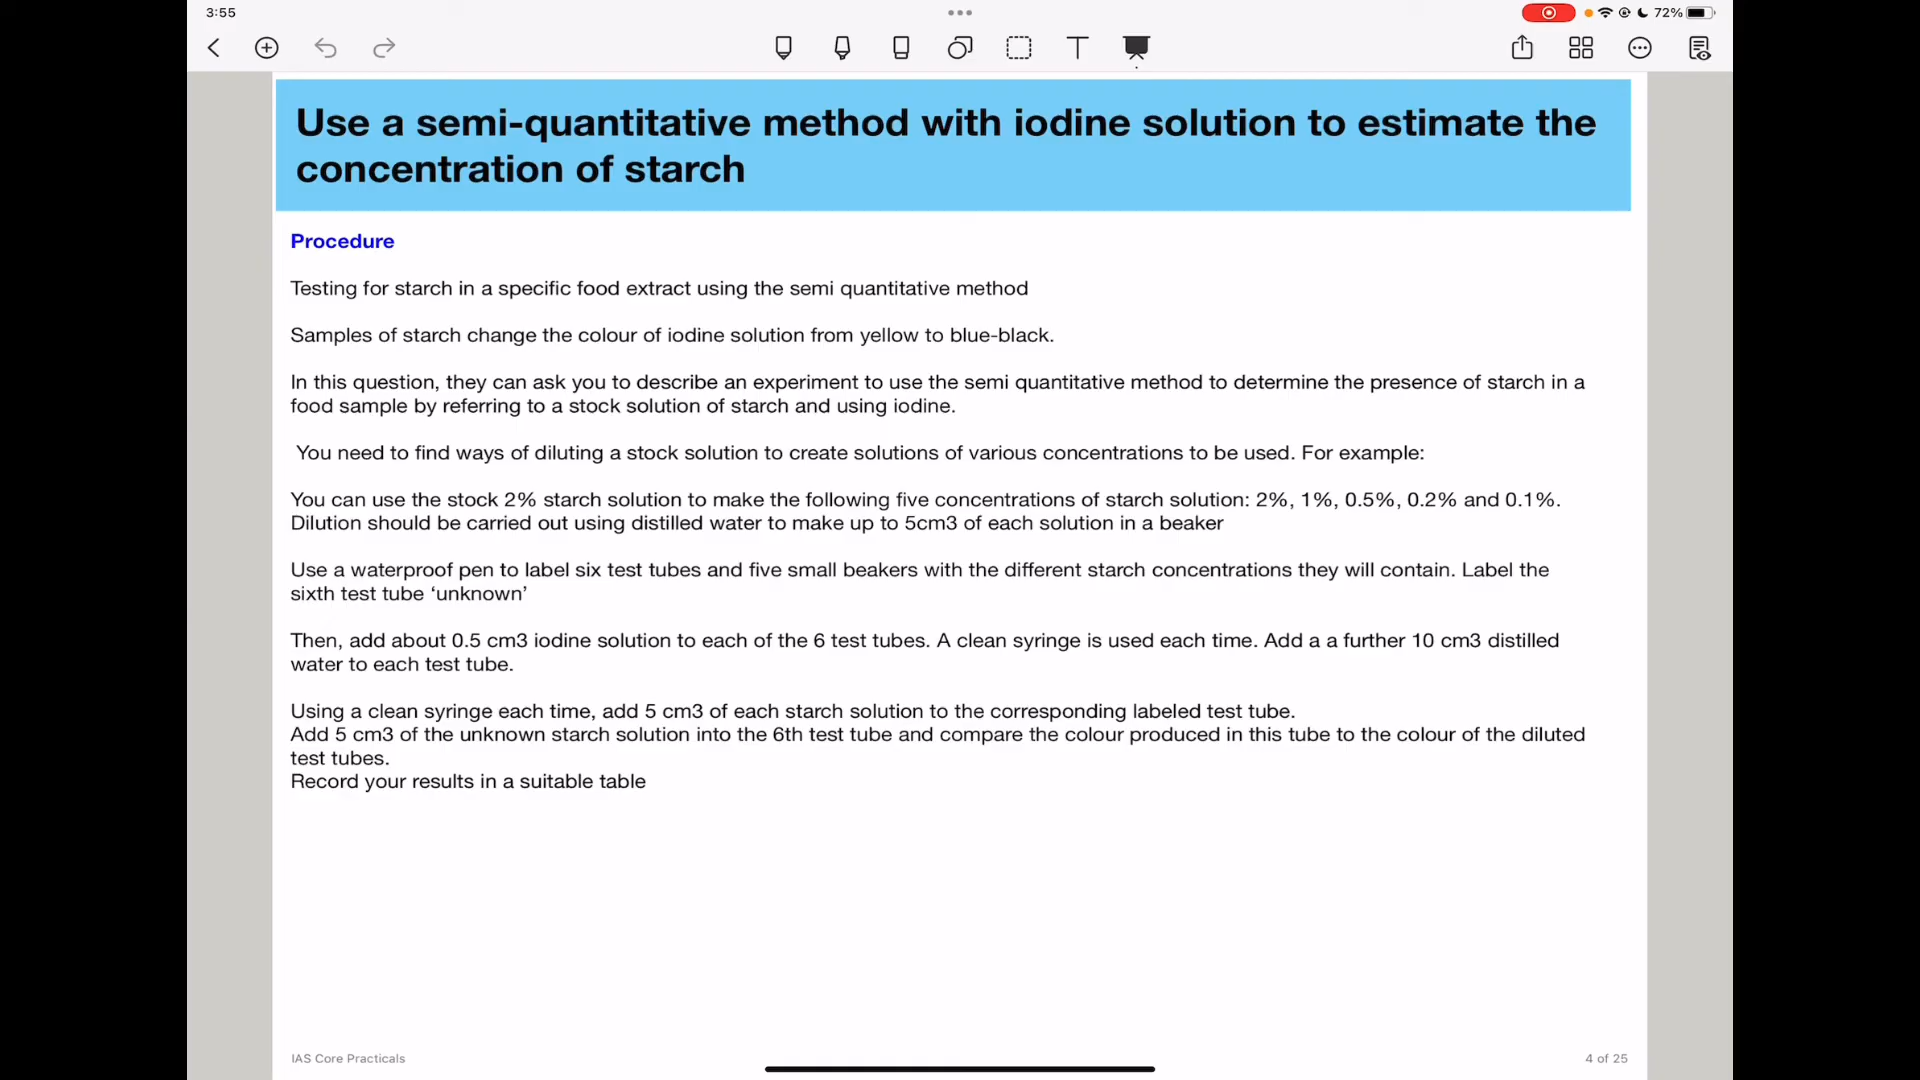 3:55
72%
Use a semi-quantitative method with iodine solution to estimate the
concentration of starch
Procedure
Testing for starch in a specific food extract using the semi quantitative method
Samples of starch change the colour of iodine solution from yellow to blue-black.
In this question, they can ask you to describe an experiment to use the semi quantitative method to determine the presence of starch in a
food sample by referring to a stock solution of starch and using iodine.
You need to find ways of diluting a stock solution to create solutions of various concentrations to be used. For example:
You can use the stock 2% starch solution to make the following five concentrations of starch solution: 2%, 1%, 0.5%, 0.2% and 0.1%.
Dilution should be carried out using distilled water to make up to 5cm3 of each solution in a beaker
Use a waterproof pen to label six test tubes and five small beakers with the different starch concentrations they will contain. Label the
sixth test tube ‘unknown’
Then, add about 0.5 cm3 iodine solution to each of the 6 test tubes. A clean syringe is used each time. Add a a further 10 cm3 distilled
water to each test tube.
Using a clean syringe each time, add 5 cm3 of each starch solution to the corresponding labeled test tube.
Add 5 cm3 of the unknown starch solution into the 6th test tube and compare the colour produced in this tube to the colour of the diluted
test tubes.
Record your results in a suitable table
IAS Core Practicals
4 of 25